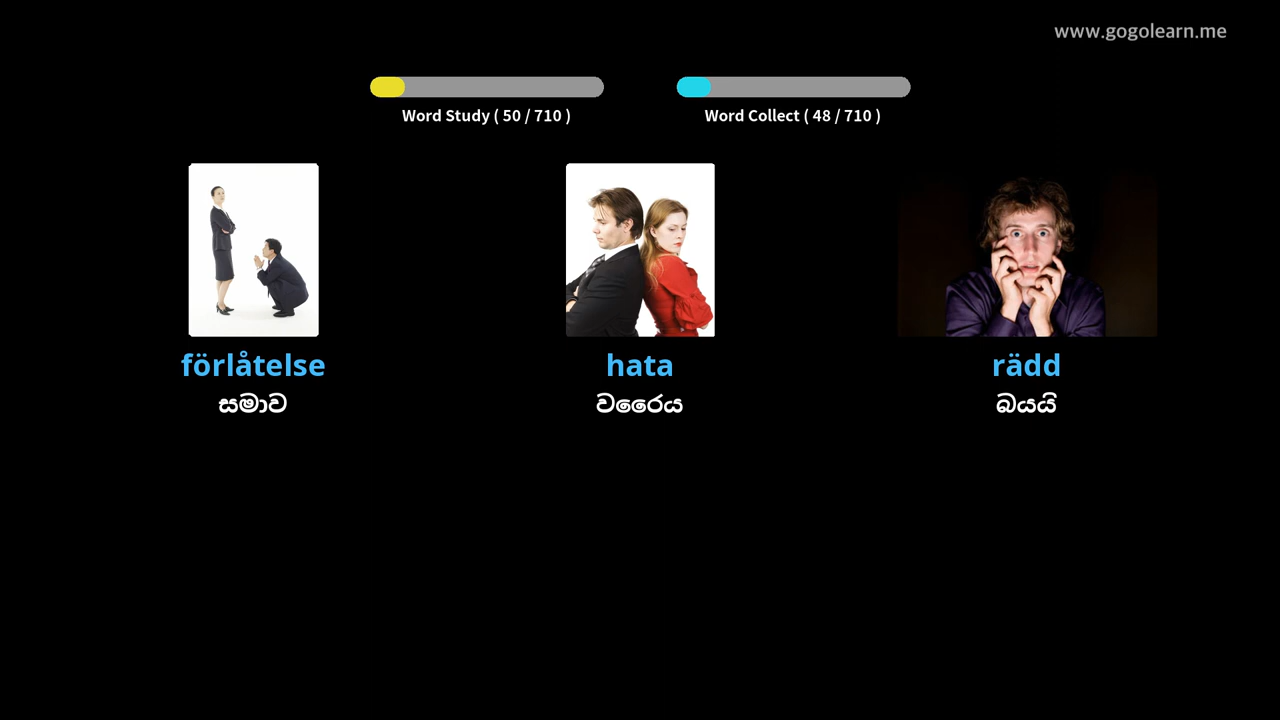 www.gogolearn.me
Word Study ( 50 / 710 )
Word Collect ( 48 / 710 )
förlåtelse
hata
rädd
සමාව
වෛරය
බයයි